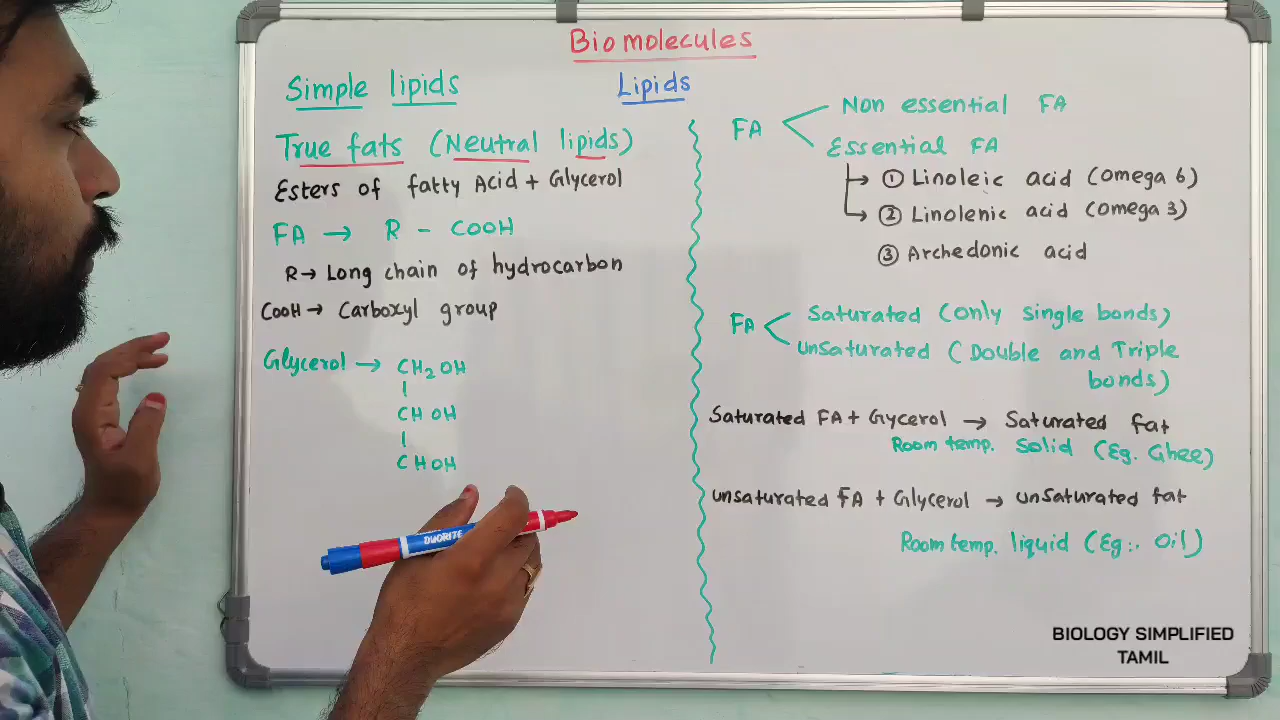 Biomolecules
Simple lipids
Lipids
True fats (Neutral lipids)
Esters of fatty Acid + Glycerol
FA → R - COOH
R → Long chain of hydrocarbon
COOH → Carboxyl group
Glycerol → CH2OH
|
CHOH
|
CHOH
FA
Non essential FA
Essential FA
→ ① Linoleic acid (omega 6)
→ ② Linolenic acid (omega 3)
③ Archedonic acid
FA
Saturated (only single bonds)
Unsaturated (Double and Triple
bonds)
Saturated FA + Gycerol → Saturated fat
Room temp. Solid (Eg. Ghee)
unsaturated FA + Glycerol → unsaturated fat
Room temp. liquid (Eg:. Oil)
DUORITE
BIOLOGY SIMPLIFIED
TAMIL